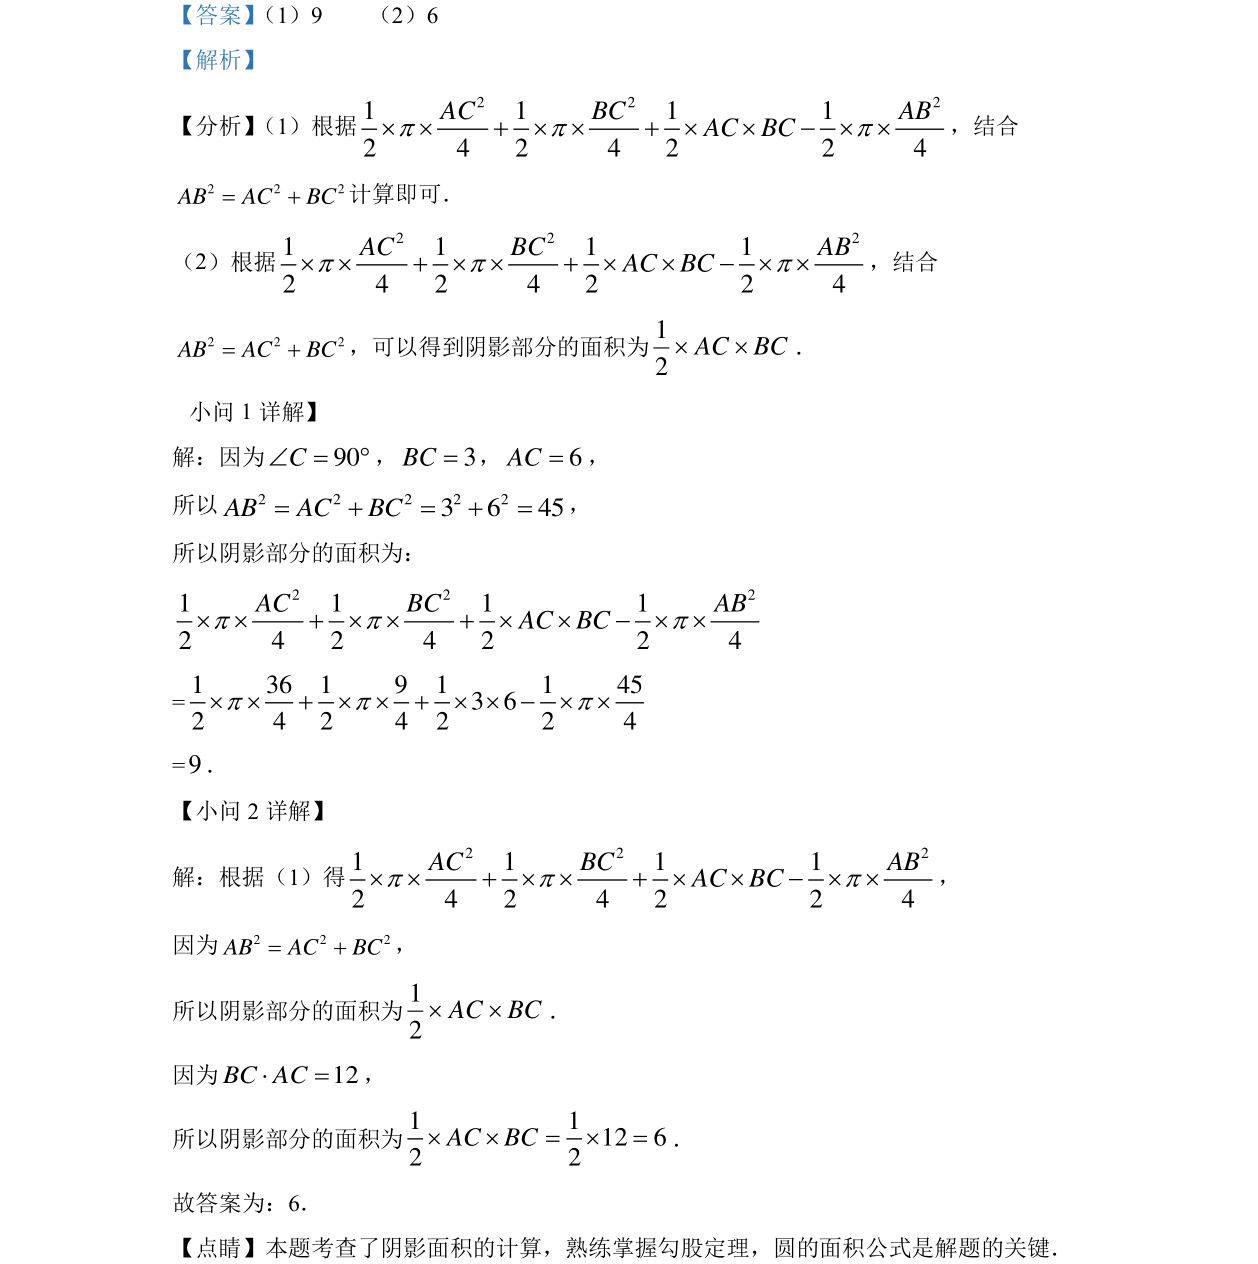 【答案】（1）9 （2）6
【解析】
【分析】（1）根据 1/2×π×AC²/4+1/2×π×BC²/4+1/2×AC×BC−1/2×π×AB²/4，结合
AB²=AC²+BC²计算即可．
（2）根据 1/2×π×AC²/4+1/2×π×BC²/4+1/2×AC×BC−1/2×π×AB²/4，结合
AB²=AC²+BC²，可以得到阴影部分的面积为 1/2×AC×BC．
小问 1 详解】
解：因为∠C=90°，BC=3，AC=6，
所以 AB²=AC²+BC²=3²+6²=45，
所以阴影部分的面积为：
1/2×π×AC²/4+1/2×π×BC²/4+1/2×AC×BC−1/2×π×AB²/4
=1/2×π×36/4+1/2×π×9/4+1/2×3×6−1/2×π×45/4
=9．
【小问 2 详解】
解：根据（1）得 1/2×π×AC²/4+1/2×π×BC²/4+1/2×AC×BC−1/2×π×AB²/4，
因为 AB²=AC²+BC²，
所以阴影部分的面积为 1/2×AC×BC．
因为 BC·AC=12，
所以阴影部分的面积为 1/2×AC×BC=1/2×12=6．
故答案为：6．
【点睛】本题考查了阴影面积的计算，熟练掌握勾股定理，圆的面积公式是解题的关键．